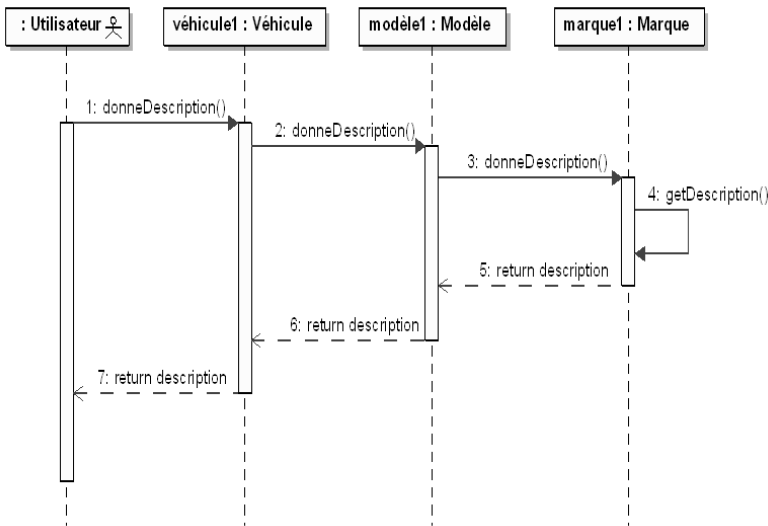 : Utilisateur
véhicule1 : Véhicule
modèle1 : Modèle
marque1 : Marque
1: donneDescription()
2: donneDescription()
3: donneDescription()
4: getDescription()
5: return description
6: return description
7: return description